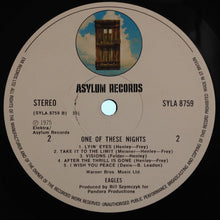 ASYLUM RECORDS
STEREO
SYLA 8759
(SYLA 8759 B) 33⅓
℗ 1975
Elektra/
Asylum Records
2
2
ONE OF THESE NIGHTS
1. LYIN' EYES (Henley-Frey)
2. TAKE IT TO THE LIMIT (Meisner-Henley-Frey)
3. VISIONS (Felder-Henley)
4. AFTER THE THRILL IS GONE (Henley-Frey)
5. I WISH YOU PEACE (Davis-B. Leadon)
Warner Bros. Music Ltd
EAGLES
Produced by Bill Szymczyk for
Pandora Productions